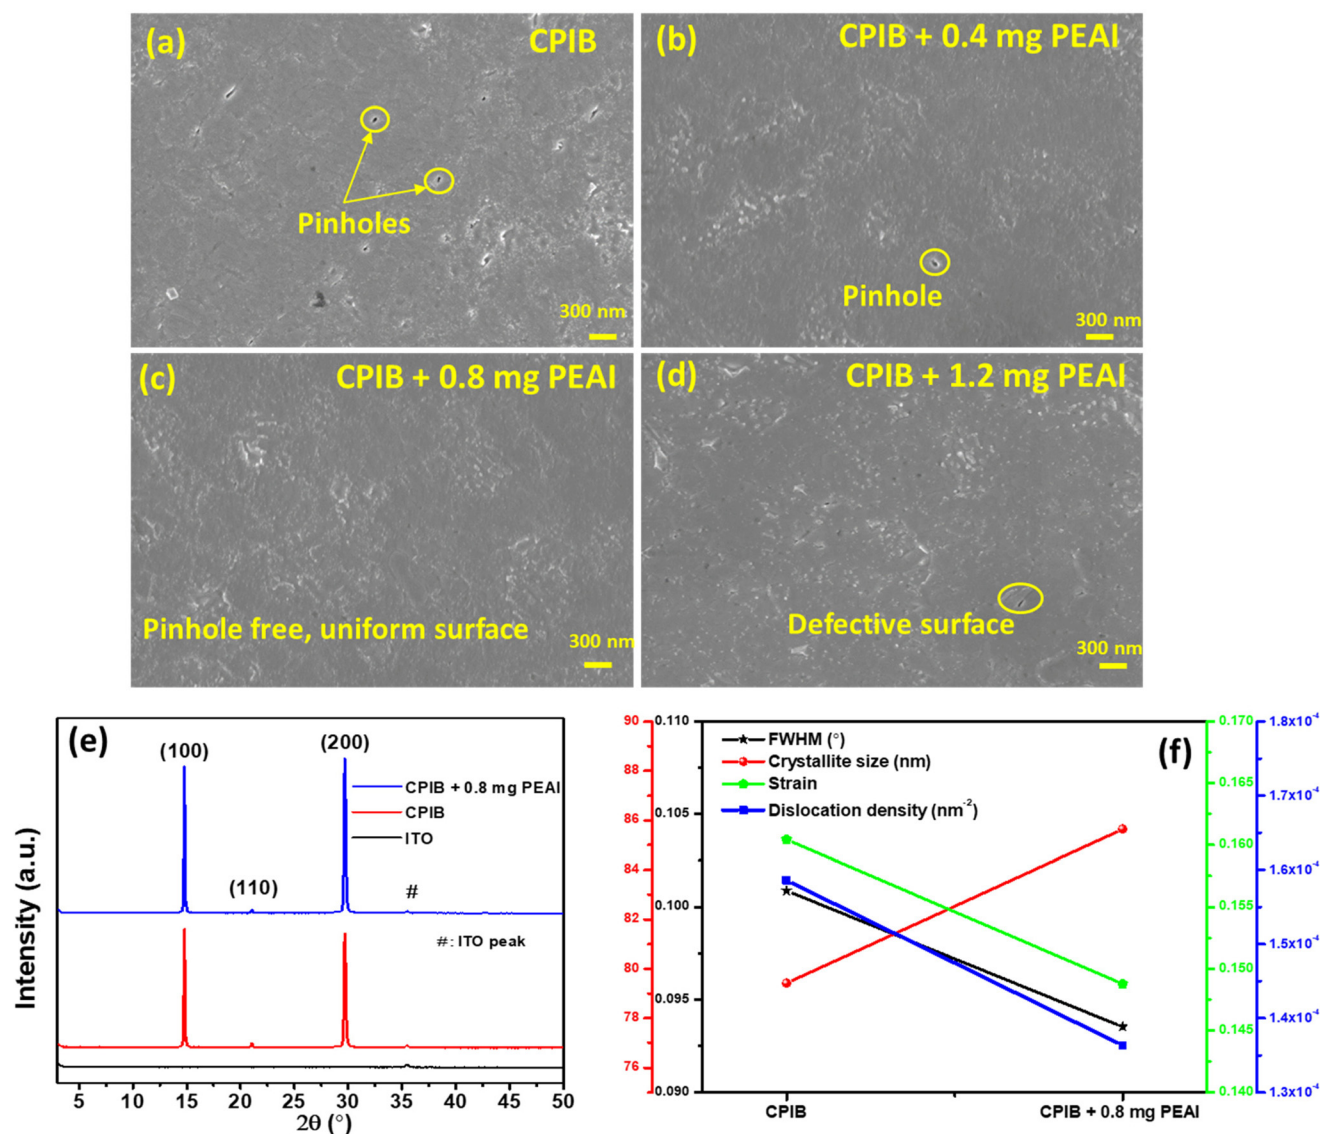 (a)
CPIB
Pinholes
300 nm
(b)
CPIB + 0.4 mg PEAI
Pinhole
300 nm
(c)
CPIB + 0.8 mg PEAI
Pinhole free, uniform surface
300 nm
(d)
CPIB + 1.2 mg PEAI
Defective surface
300 nm
(e)
(100)
(200)
(110)
CPIB + 0.8 mg PEAI
CPIB
ITO
#
#: ITO peak
Intensity (a.u.)
5 10 15 20 25 30 35 40 45 50
2θ (°)
(f)
FWHM (°)
Crystallite size (nm)
Strain
Dislocation density (nm⁻²)
90
88
86
84
82
80
78
76
0.110
0.105
0.100
0.095
0.090
0.170
0.165
0.160
0.155
0.150
0.145
0.140
1.8x10⁻⁴
1.7x10⁻⁴
1.6x10⁻⁴
1.5x10⁻⁴
1.4x10⁻⁴
1.3x10⁻⁴
CPIB
CPIB + 0.8 mg PEAI